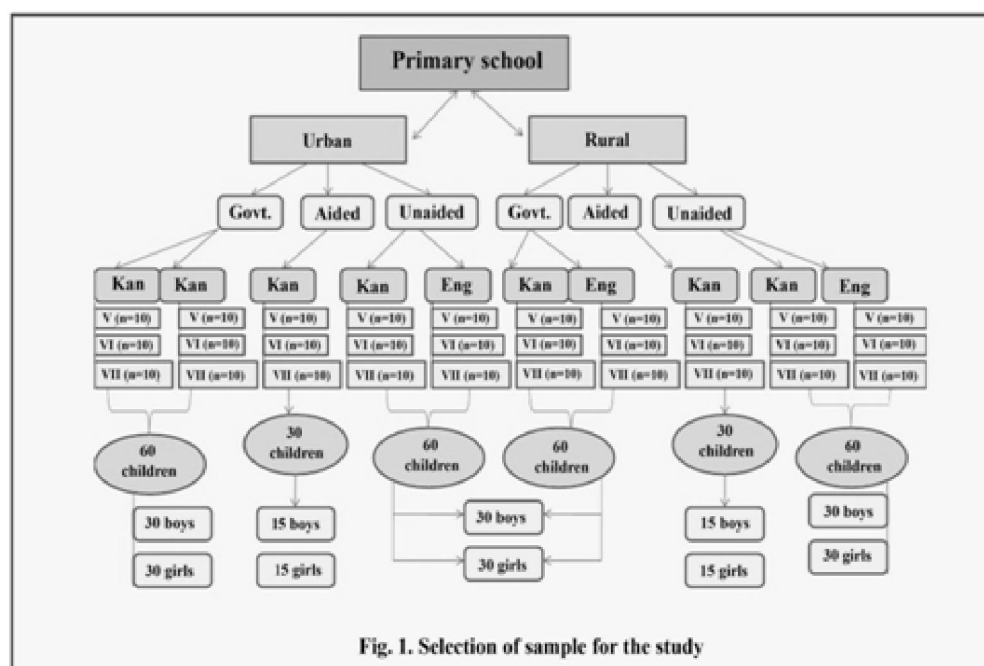 Primary school
Urban Rural
Govt. Aided Unaided Govt. Aided Unaided
Kan Kan Kan Kan Eng Kan Eng Kan Kan Eng
V (n=10) V (n=10) V (n=10) V (n=10) V (n=10) V (n=10) V (n=10) V (n=10) V (n=10) V (n=10)
VI (n=10) VI (n=10) VI (n=10) VI (n=10) VI (n=10) VI (n=10) VI (n=10) VI (n=10) VI (n=10) VI (n=10)
VII (n=10) VII (n=10) VII (n=10) VII (n=10) VII (n=10) VII (n=10) VII (n=10) VII (n=10) VII (n=10) VII (n=10)
60 30 60 60 30 60
children children children children children children
30 boys 15 boys 30 boys 15 boys 30 boys
30 girls 15 girls 30 girls 15 girls 30 girls
Fig. 1. Selection of sample for the study